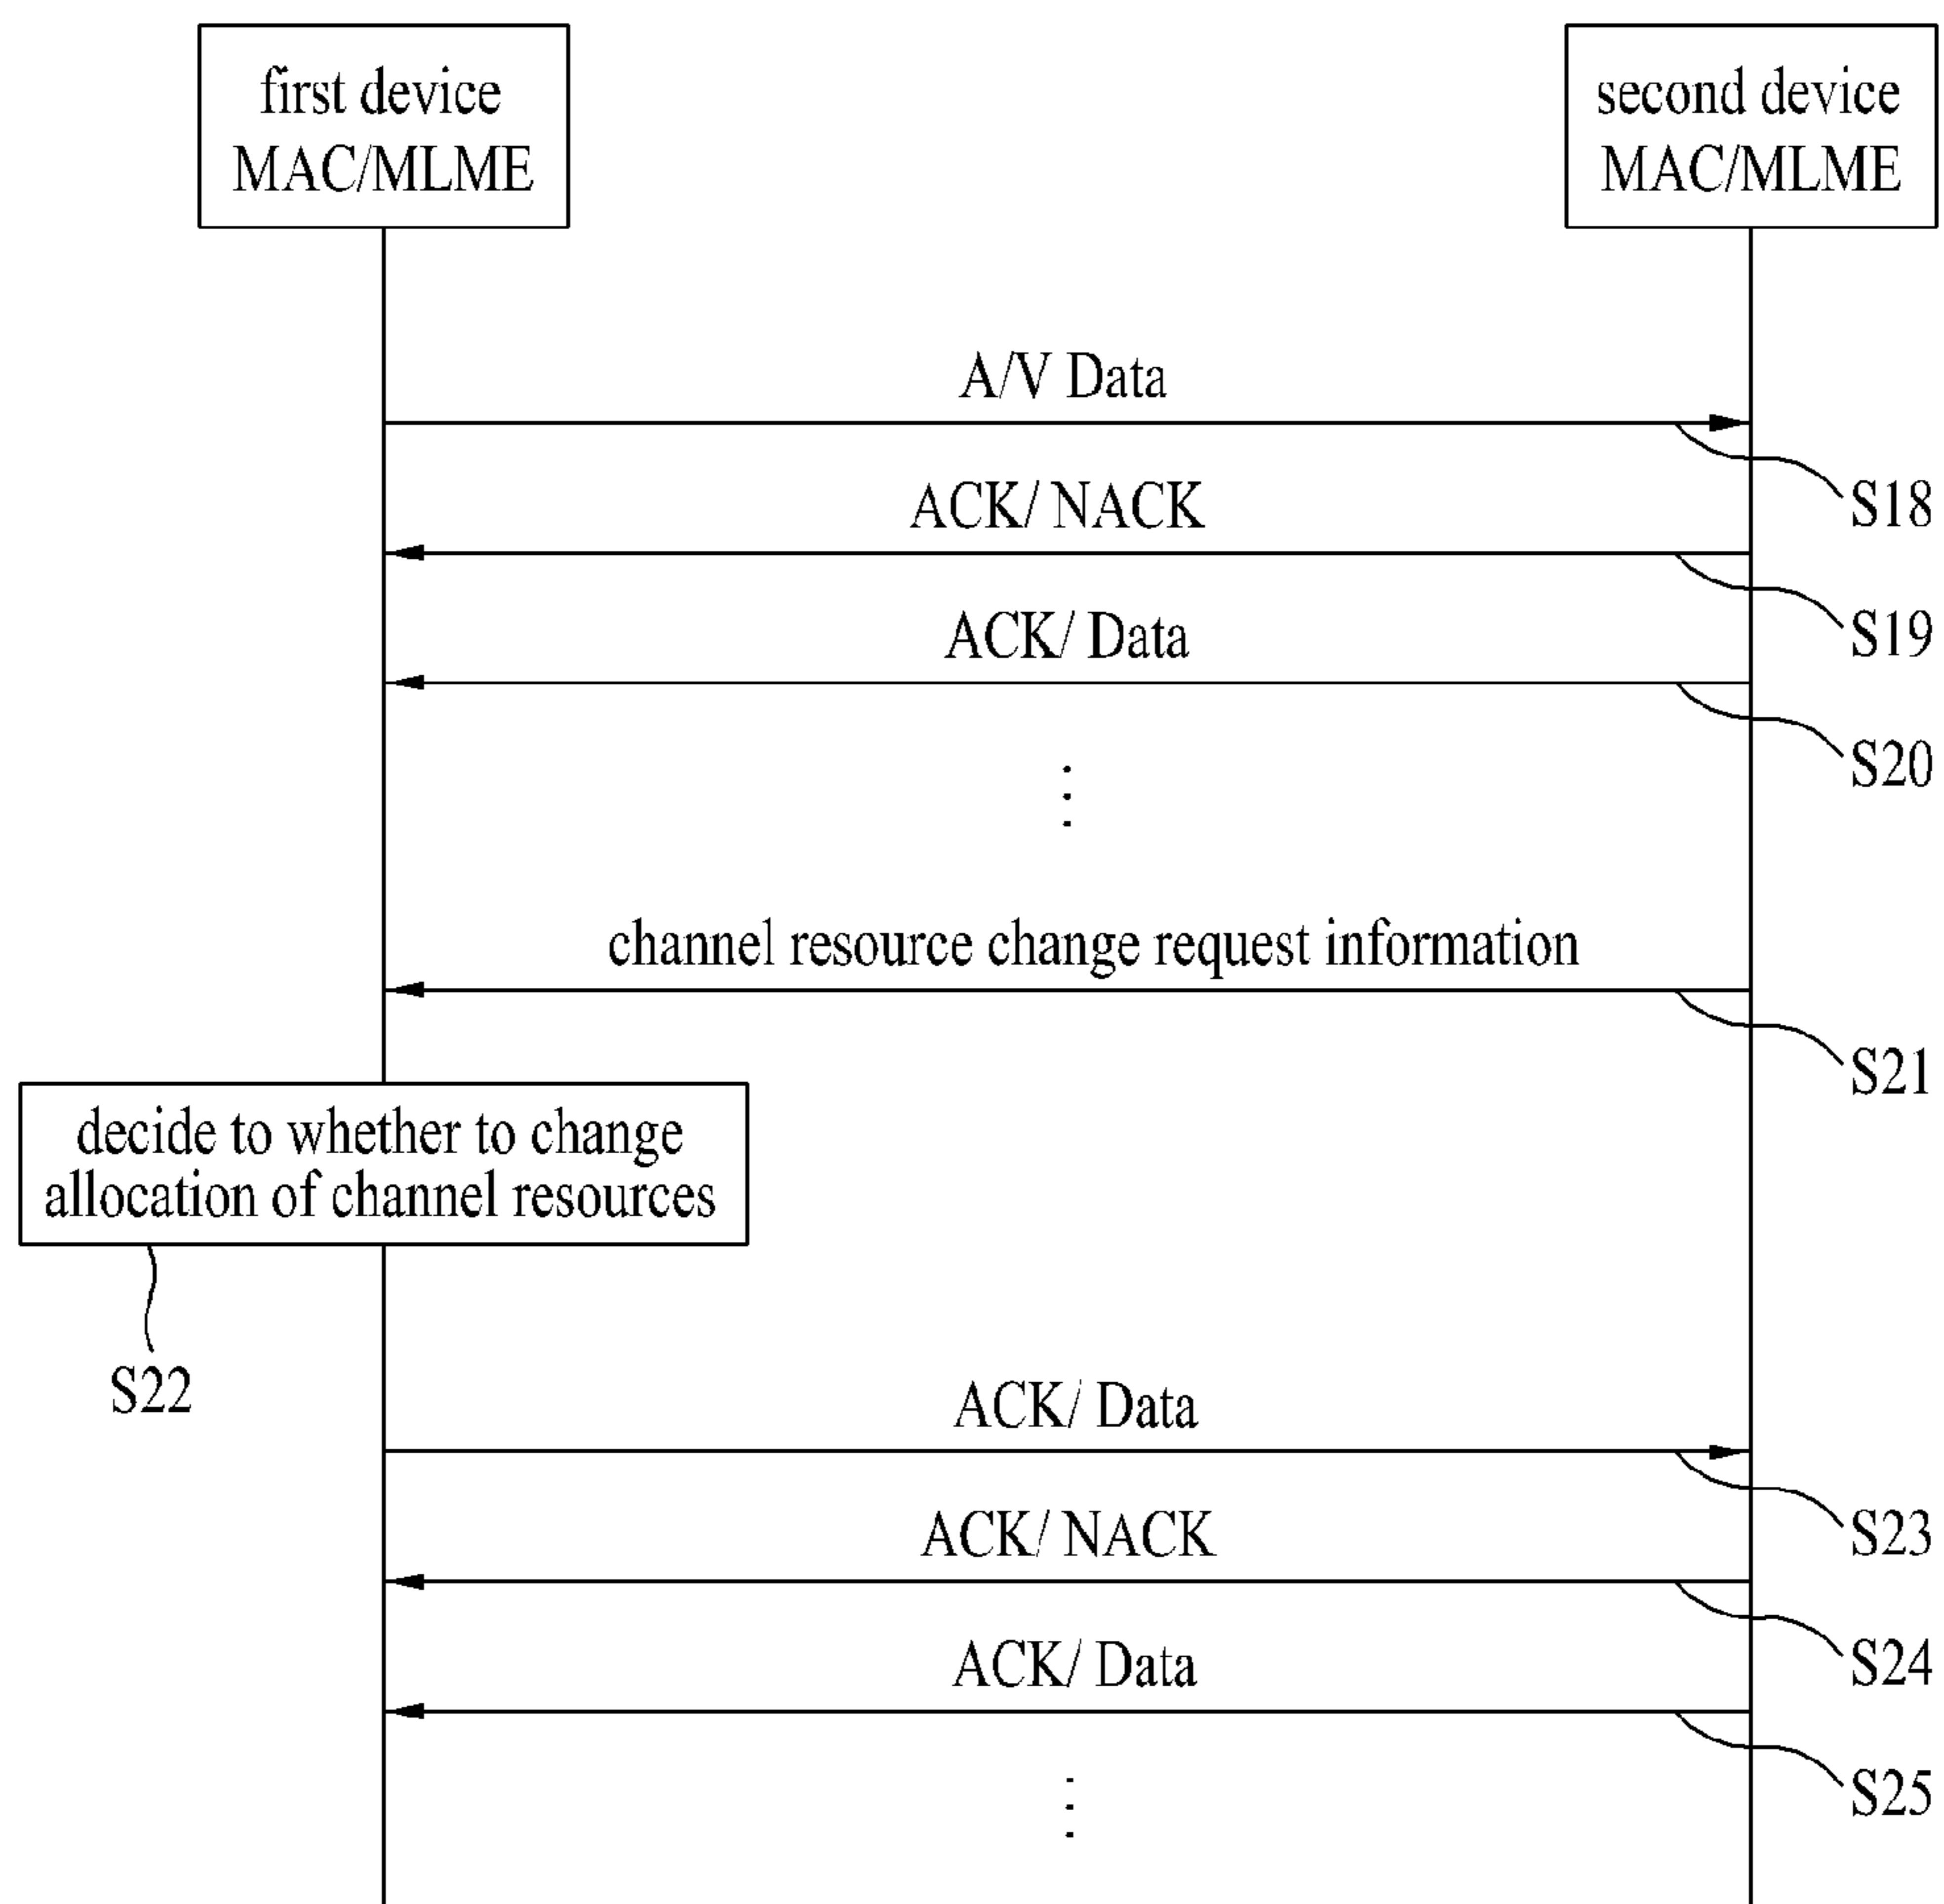 first device
MAC/MLME
second device
MAC/MLME
A/V Data
S18
ACK/ NACK
S19
ACK/ Data
S20
channel resource change request information
S21
decide to whether to change
allocation of channel resources
S22
ACK/ Data
S23
ACK/ NACK
S24
ACK/ Data
S25